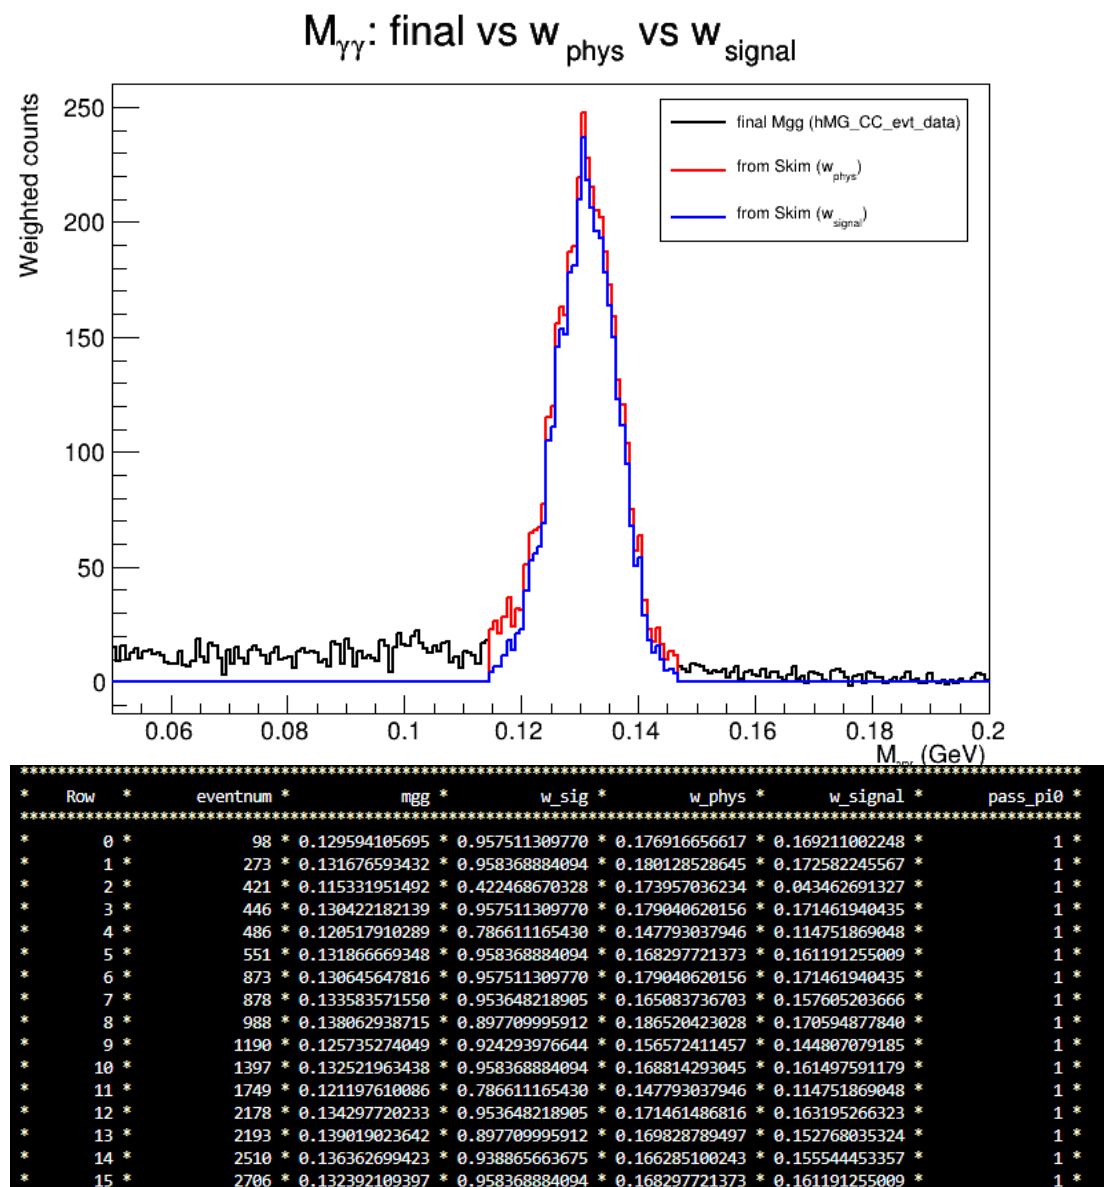 Mγγ: final vs w phys vs w signal
Weighted counts
250
200
150
100
50
0
final Mgg (hMG_CC_evt_data)
from Skim (w phys)
from Skim (w signal)
0.06 0.08 0.1 0.12 0.14 0.16 0.18 0.2
(GeV)
************************************************************************************************************************
* Row * eventnum * mgg * w_sig * w_phys * w_signal * pass_pi0 *
************************************************************************************************************************
* 0 * 98 * 0.129594105695 * 0.957511309770 * 0.176916656617 * 0.169211002248 * 1 *
* 1 * 273 * 0.131676593432 * 0.958368884094 * 0.180128528645 * 0.172582245567 * 1 *
* 2 * 421 * 0.115331951492 * 0.422468670328 * 0.173957036234 * 0.043462691327 * 1 *
* 3 * 446 * 0.130422182139 * 0.957511309770 * 0.179040620156 * 0.171461940435 * 1 *
* 4 * 486 * 0.120517910289 * 0.786611165430 * 0.147793037946 * 0.114751869048 * 1 *
* 5 * 551 * 0.131866669348 * 0.958368884094 * 0.168297721373 * 0.161191255009 * 1 *
* 6 * 873 * 0.130645647816 * 0.957511309770 * 0.179040620156 * 0.171461940435 * 1 *
* 7 * 878 * 0.133583571550 * 0.953648218905 * 0.165083736703 * 0.157605203666 * 1 *
* 8 * 988 * 0.138062938715 * 0.897709995912 * 0.186520423028 * 0.170594877840 * 1 *
* 9 * 1190 * 0.125735274049 * 0.924293976644 * 0.156572411457 * 0.144807079185 * 1 *
* 10 * 1397 * 0.132521963438 * 0.958368884094 * 0.168814293045 * 0.161497591179 * 1 *
* 11 * 1749 * 0.121197610086 * 0.786611165430 * 0.147793037946 * 0.114751869048 * 1 *
* 12 * 2178 * 0.134297720233 * 0.953648218905 * 0.171461486816 * 0.163195266323 * 1 *
* 13 * 2193 * 0.139019023642 * 0.897709995912 * 0.169828789497 * 0.152768035324 * 1 *
* 14 * 2510 * 0.136362699423 * 0.938865663675 * 0.166285100243 * 0.155544453357 * 1 *
* 15 * 2706 * 0.132392109397 * 0.958368884094 * 0.168297721373 * 0.161191255009 * 1 *